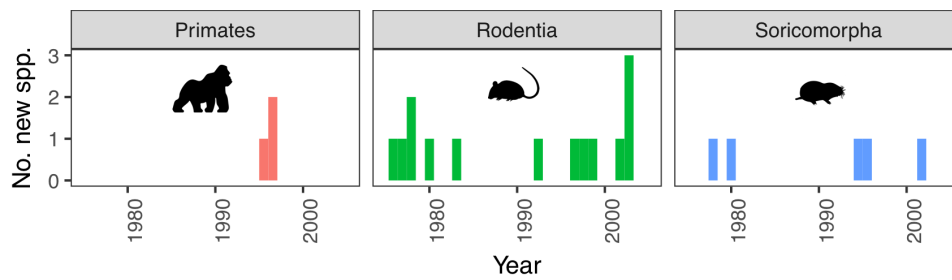 Primates Rodentia Soricomorpha
No. new spp.
3
2
1
0
1980 1990 2000 1980 1990 2000 1980 1990 2000
Year